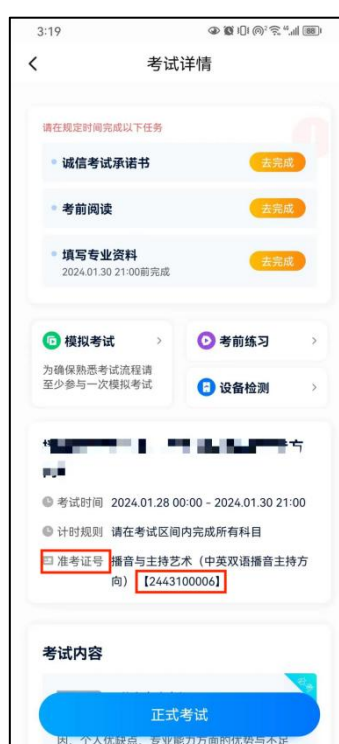 3:19
88
考试详情
请在规定时间完成以下任务
诚信考试承诺书 去完成
考前阅读 去完成
填写专业资料 去完成
2024.01.30 21:00前完成
模拟考试
为确保熟悉考试流程请
至少参与一次模拟考试
考前练习
设备检测
方
考试时间 2024.01.28 00:00 - 2024.01.30 21:00
计时规则 请在考试区间内完成所有科目
准考证号 播音与主持艺术（中英双语播音主持方
向）【2443100006】
考试内容
正式考试
因、个人优缺点、专业能力方面的优势与不足